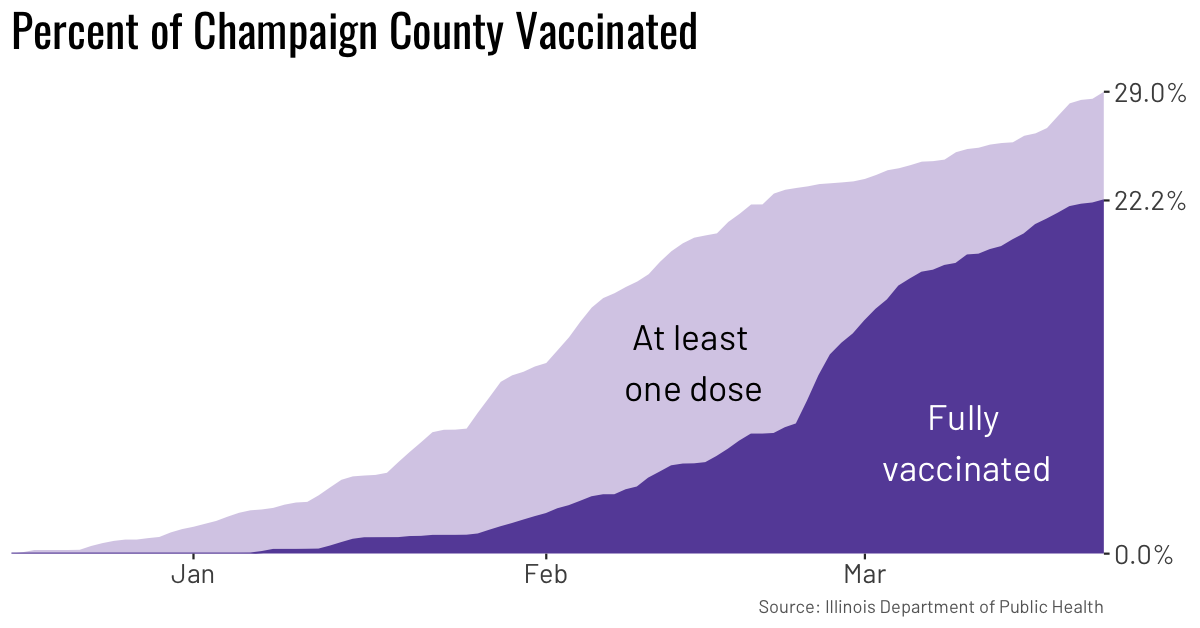 Percent of Champaign County Vaccinated
29.0%
22.2%
At least
one dose
Fully
vaccinated
0.0%
Jan
Feb
Mar
Source: Illinois Department of Public Health